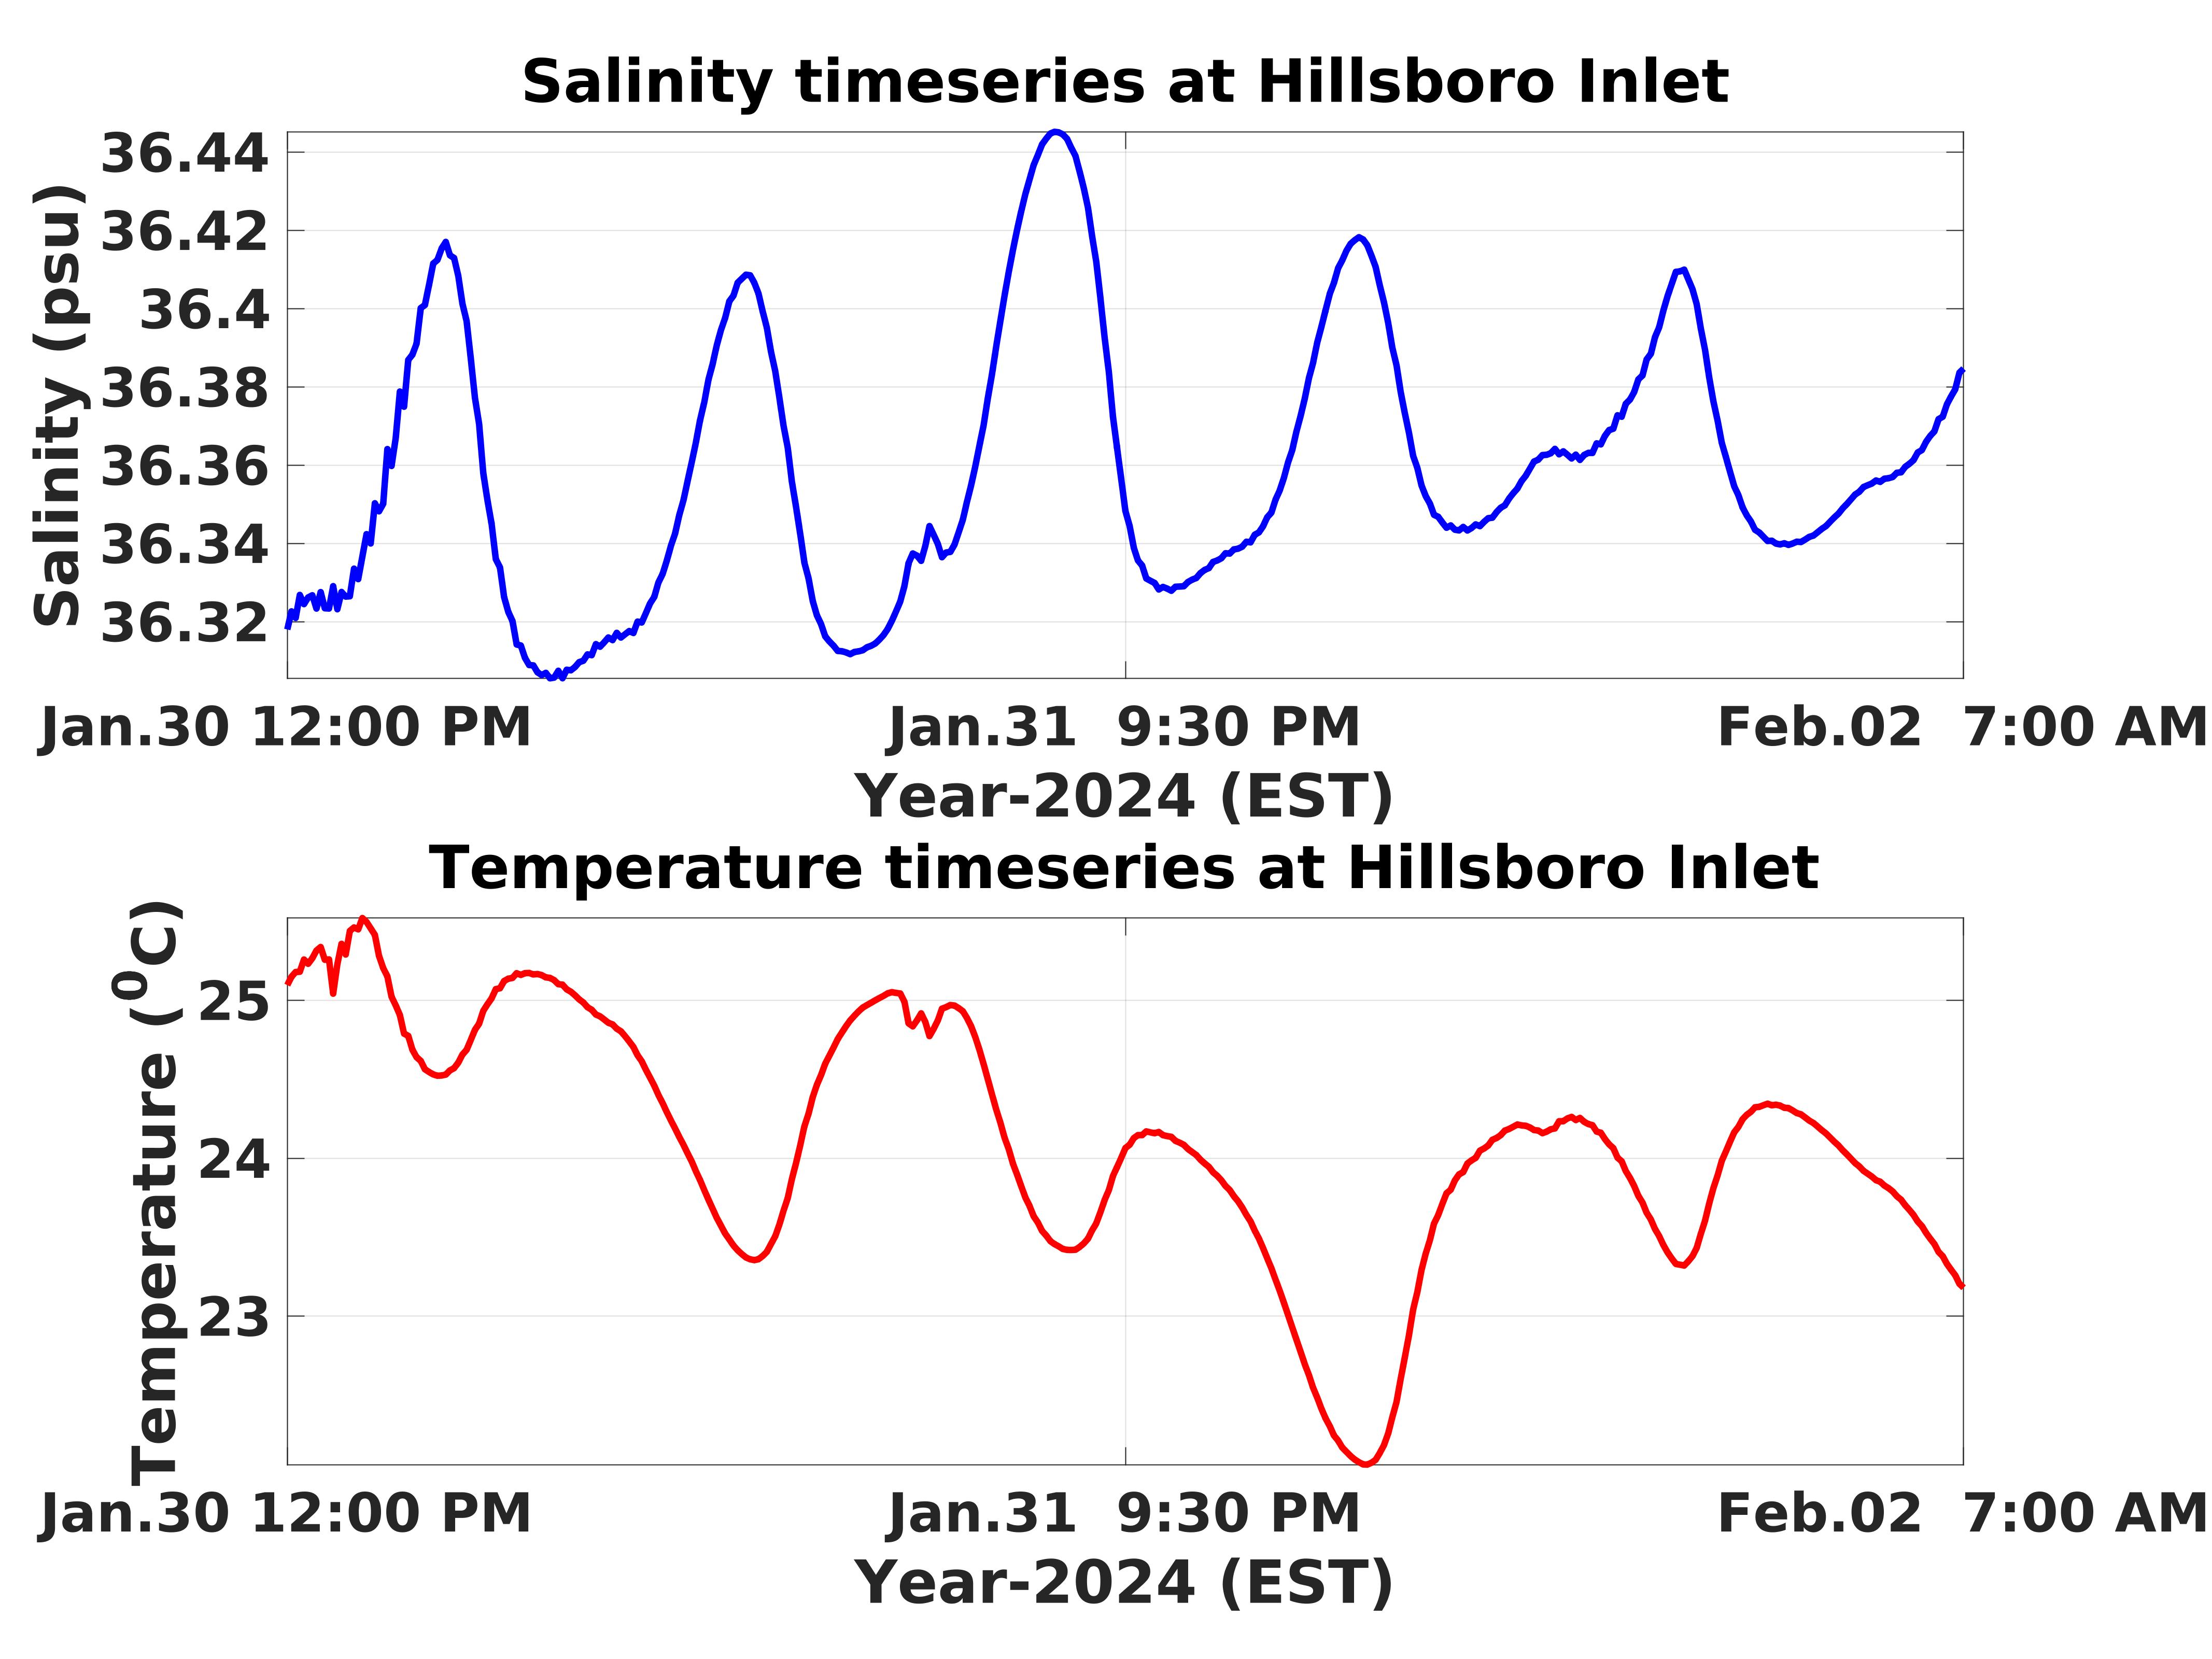 Salinity timeseries at Hillsboro Inlet
Salinity (psu)
36.44
36.42
36.4
36.38
36.36
36.34
36.32
Jan.30 12:00 PM
Jan.31 9:30 PM
Feb.02 7:00 AM
Year-2024 (EST)
Temperature timeseries at Hillsboro Inlet
Temperature (⁰C)
25
24
23
Jan.30 12:00 PM
Jan.31 9:30 PM
Feb.02 7:00 AM
Year-2024 (EST)